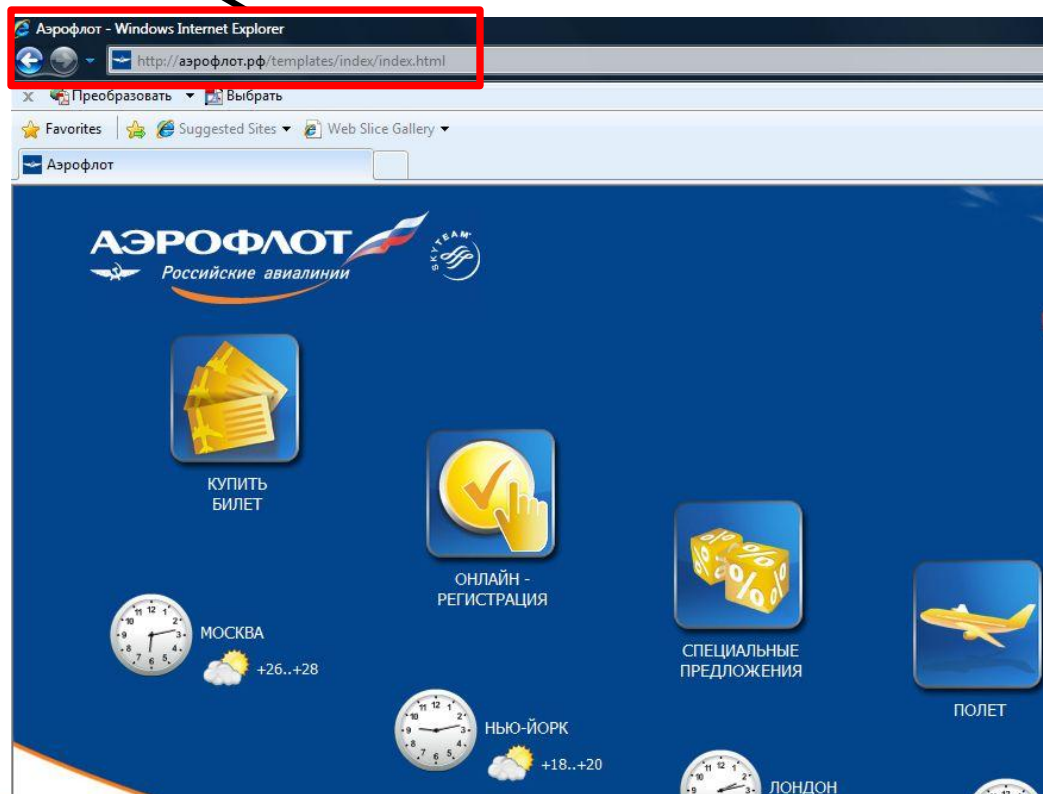 Аэрофлот - Windows Internet Explorer
http://аэрофлот.рф/templates/index/index.html
x Преобразовать Выбрать
Favorites Suggested Sites Web Slice Gallery
Аэрофлот
АЭРОФЛОТ
Российские авиалинии
SKYTEAM
КУПИТЬ
БИЛЕТ
ОНЛАЙН -
РЕГИСТРАЦИЯ
СПЕЦИАЛЬНЫЕ
ПРЕДЛОЖЕНИЯ
ПОЛЕТ
МОСКВА
+26..+28
НЬЮ-ЙОРК
+18..+20
ЛОНДОН